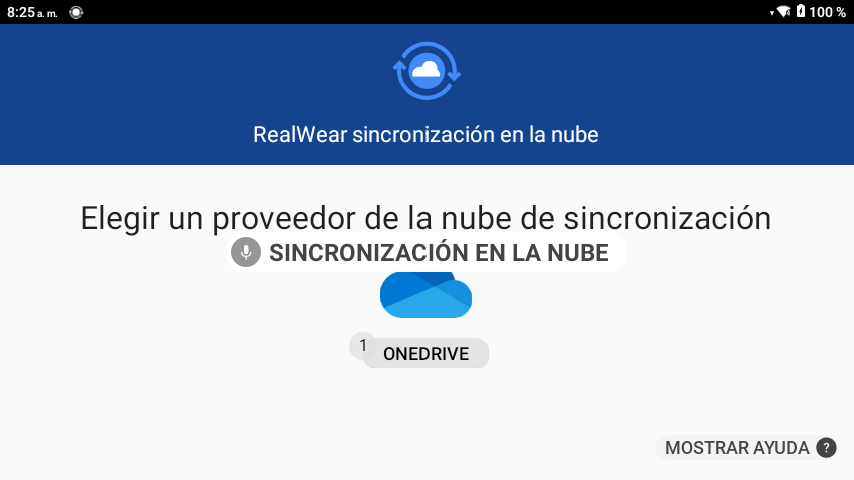 8:25 a. m.
100 %
RealWear sincronización en la nube
Elegir un proveedor de la nube de sincronización
SINCRONIZACIÓN EN LA NUBE
1
ONEDRIVE
MOSTRAR AYUDA ?